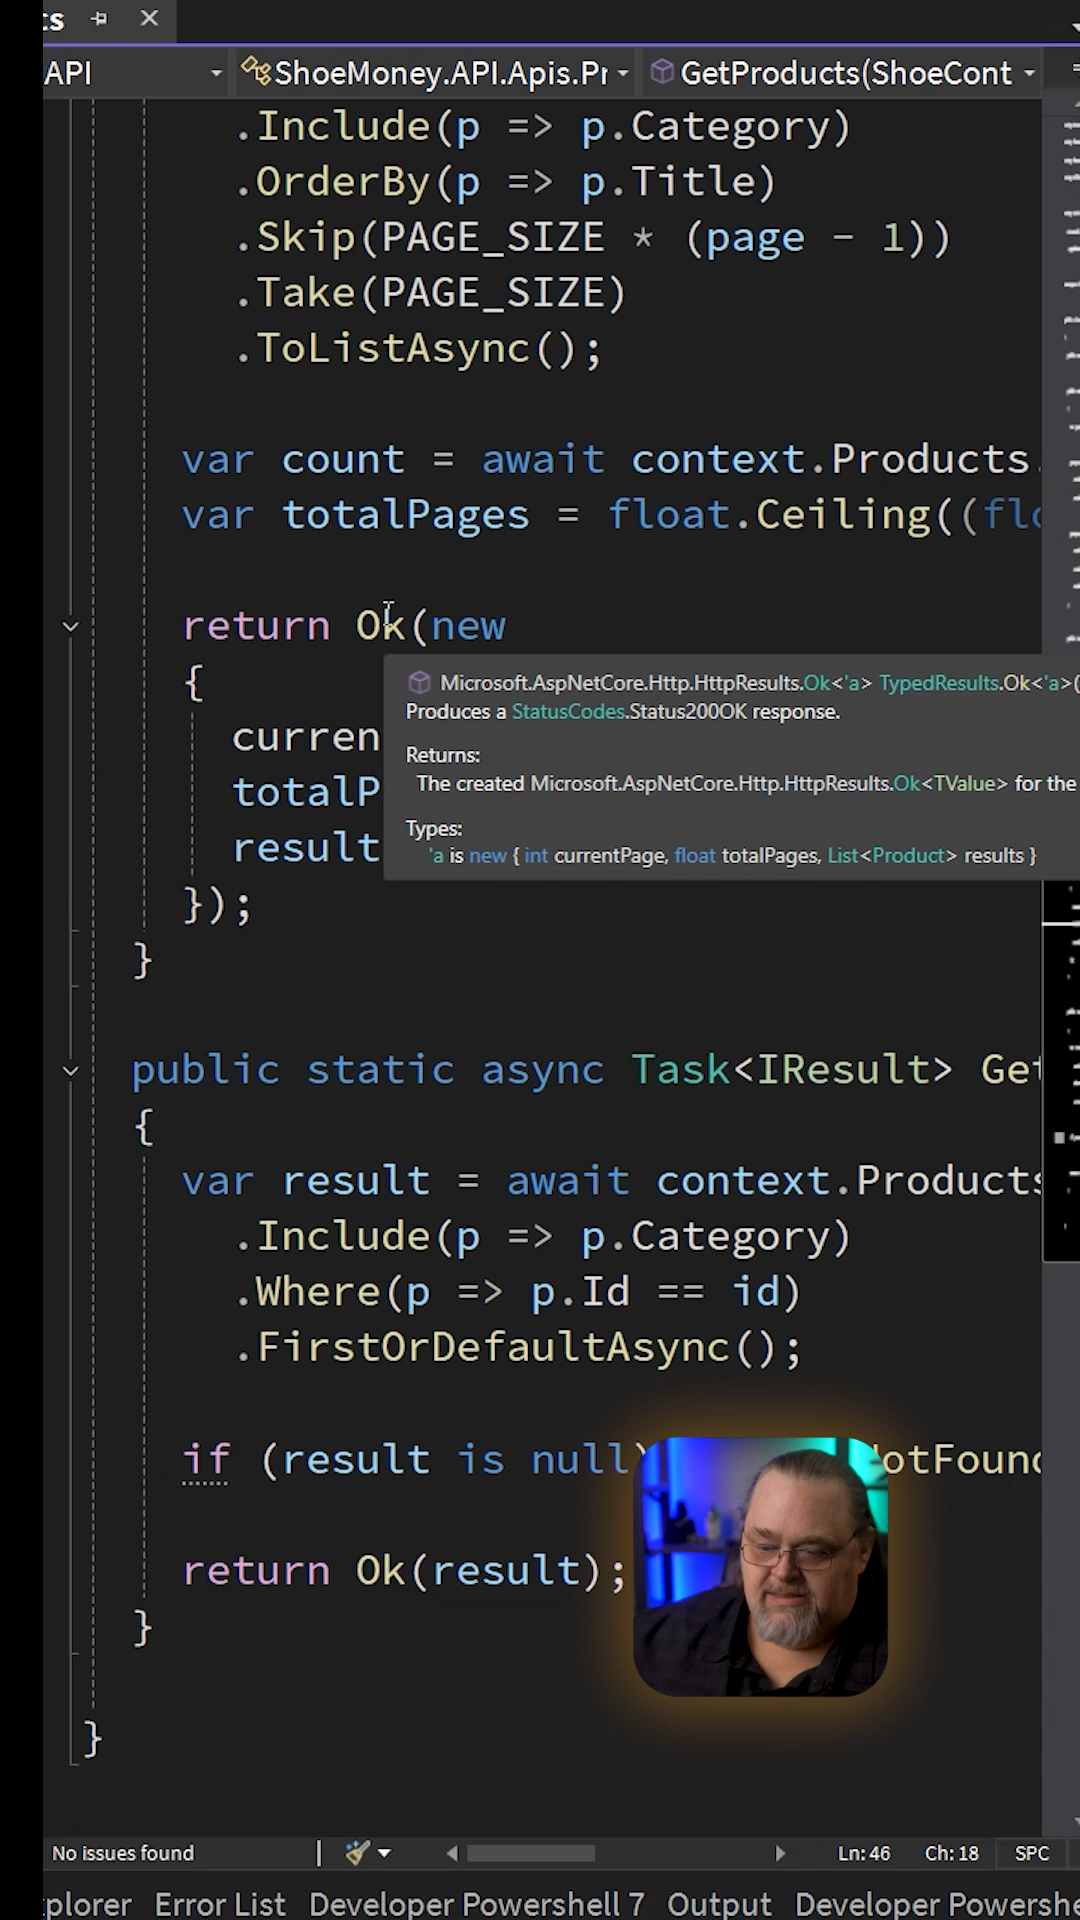 API ShoeMoney.API.Apis.Pr GetProducts(ShoeCont
.Include(p => p.Category)
.OrderBy(p => p.Title)
.Skip(PAGE_SIZE * (page - 1))
.Take(PAGE_SIZE)
.ToListAsync();
var count = await context.Products.
var totalPages = float.Ceiling((flo
return Ok(new
{
Microsoft.AspNetCore.Http.HttpResults.Ok<'a> TypedResults.Ok<'a>(
Produces a StatusCodes.Status200OK response.
curren
Returns:
The created Microsoft.AspNetCore.Http.HttpResults.Ok<TValue> for the
totalP
Types:
'a is new { int currentPage, float totalPages, List<Product> results }
result
});
}
public static async Task<IResult> Get
{
var result = await context.Products
.Include(p => p.Category)
.Where(p => p.Id == id)
.FirstOrDefaultAsync();
if (result is null) otFound
return Ok(result);
}
}
No issues found Ln: 46 Ch: 18 SPC
xplorer Error List Developer Powershell 7 Output Developer Powershe